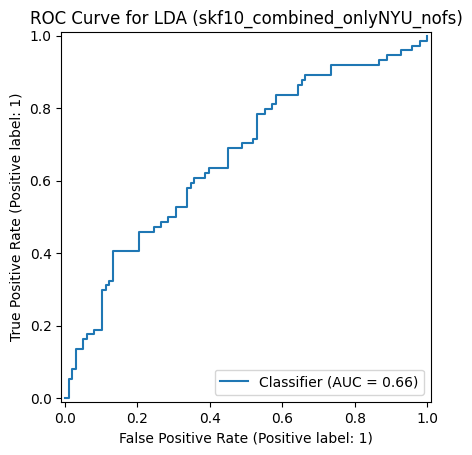 ROC Curve for LDA (skf10_combined_onlyNYU_nofs)
1.0
0.8
0.6
0.4
0.2
0.0
True Positive Rate (Positive label: 1)
Classifier (AUC = 0.66)
0.0 0.2 0.4 0.6 0.8 1.0
False Positive Rate (Positive label: 1)